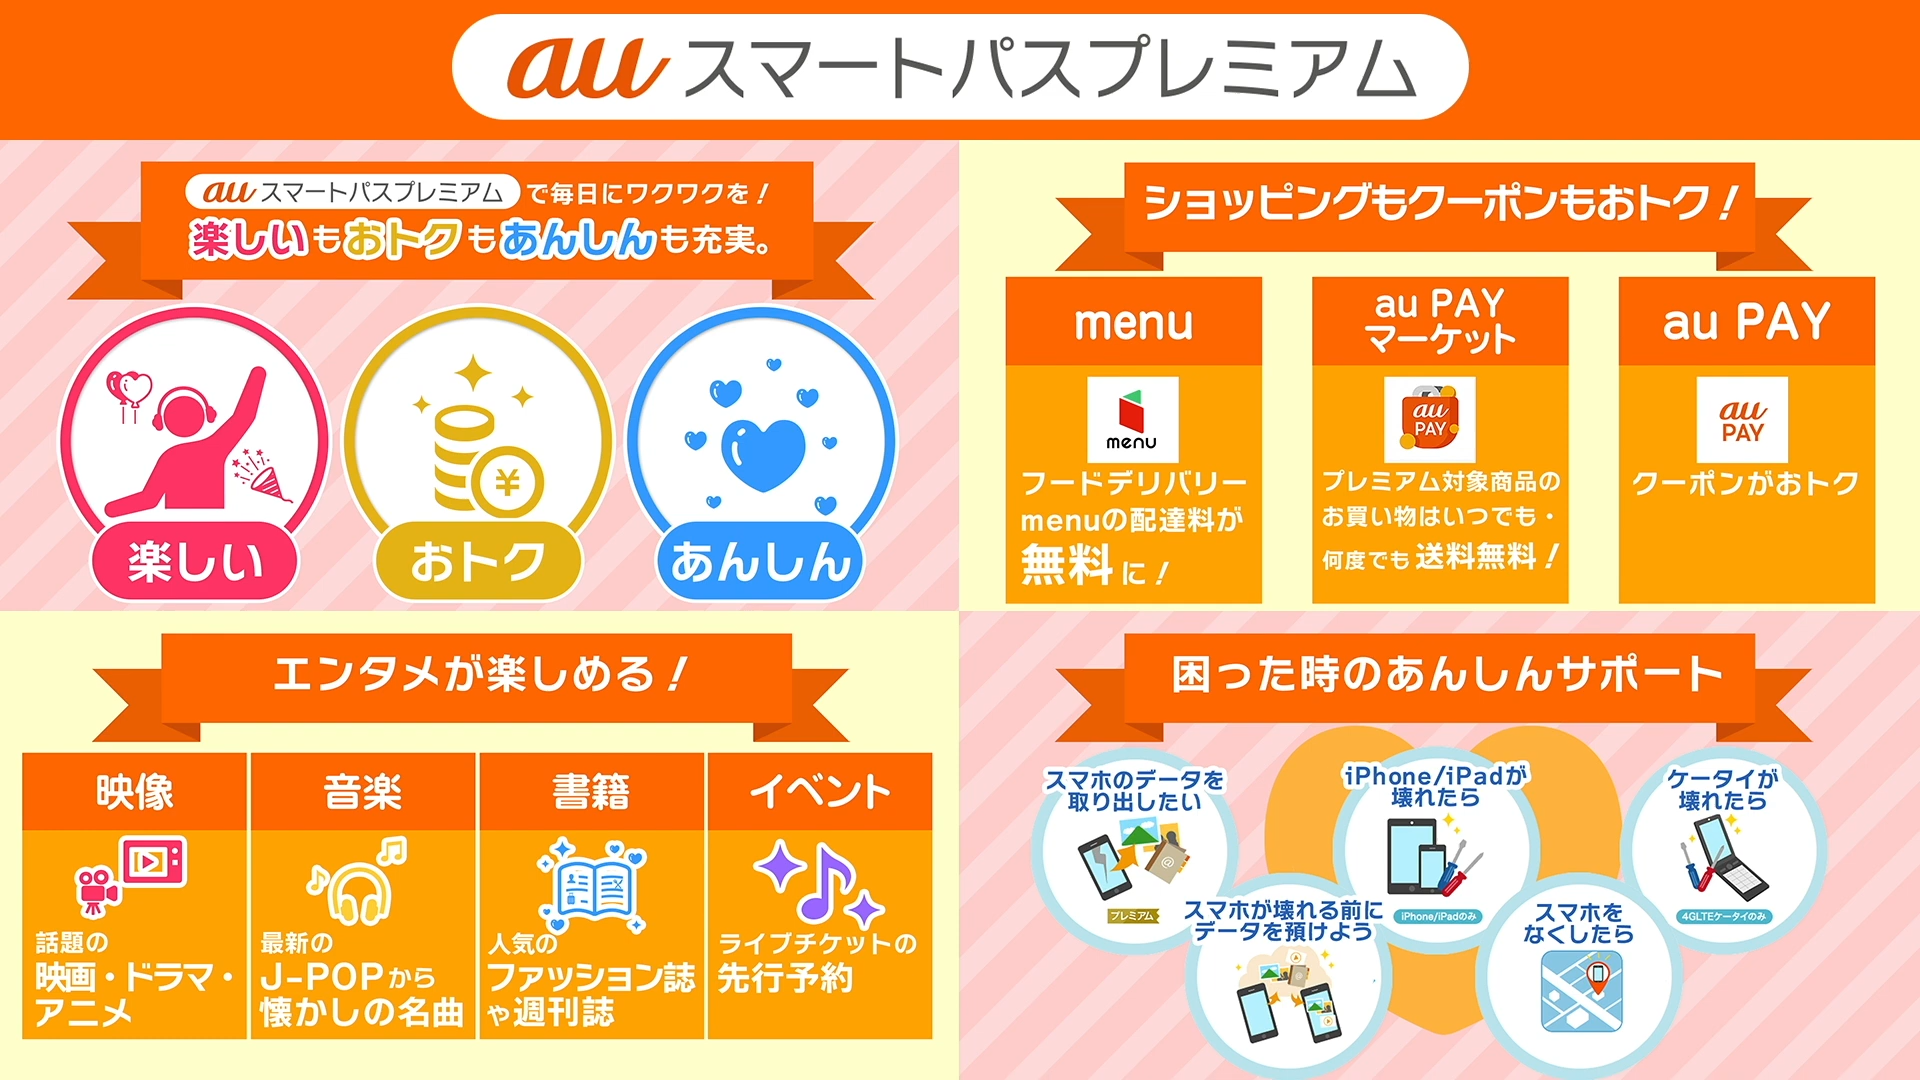 au スマートパスプレミアム
au スマートパスプレミアム で毎日にワクワクを！
楽しいもおトクもあんしんも充実。
楽しい
おトク
あんしん
ショッピングもクーポンもおトク！
menu
menu
フードデリバリー
menuの配達料が
無料に！
au PAY
マーケット
au
PAY
プレミアム対象商品の
お買い物はいつでも・
何度でも送料無料！
au PAY
au
PAY
クーポンがおトク
エンタメが楽しめる！
映像
話題の
映画・ドラマ・
アニメ
音楽
最新の
J-POPから
懐かしの名曲
書籍
人気の
ファッション誌
や週刊誌
イベント
ライブチケットの
先行予約
困った時のあんしんサポート
スマホのデータを
取り出したい
プレミアム
iPhone/iPadが
壊れたら
iPhone/iPadのみ
ケータイが
壊れたら
4GLTEケータイのみ
スマホが壊れる前に
データを預けよう
スマホを
なくしたら